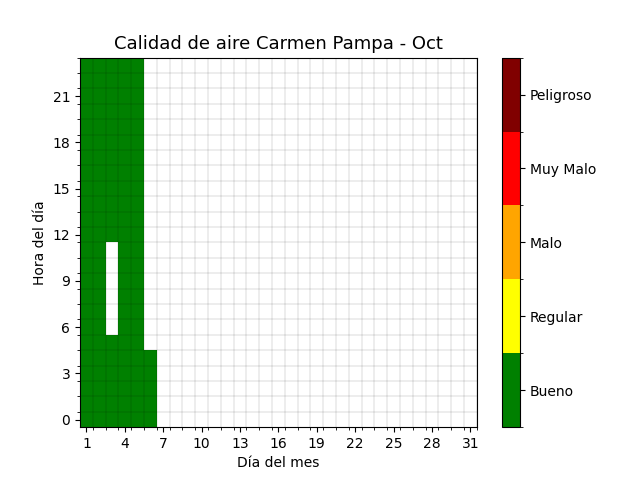 Calidad de aire Carmen Pampa - Oct
21
18
15
12
9
6
3
0
Hora del día
1 4 7 10 13 16 19 22 25 28 31
Día del mes
Peligroso
Muy Malo
Malo
Regular
Bueno